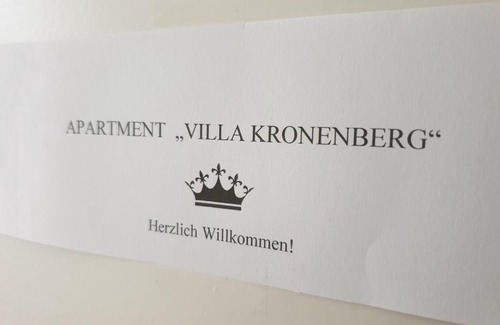 APARTMENT „VILLA KRONENBERG“
Herzlich Willkommen!